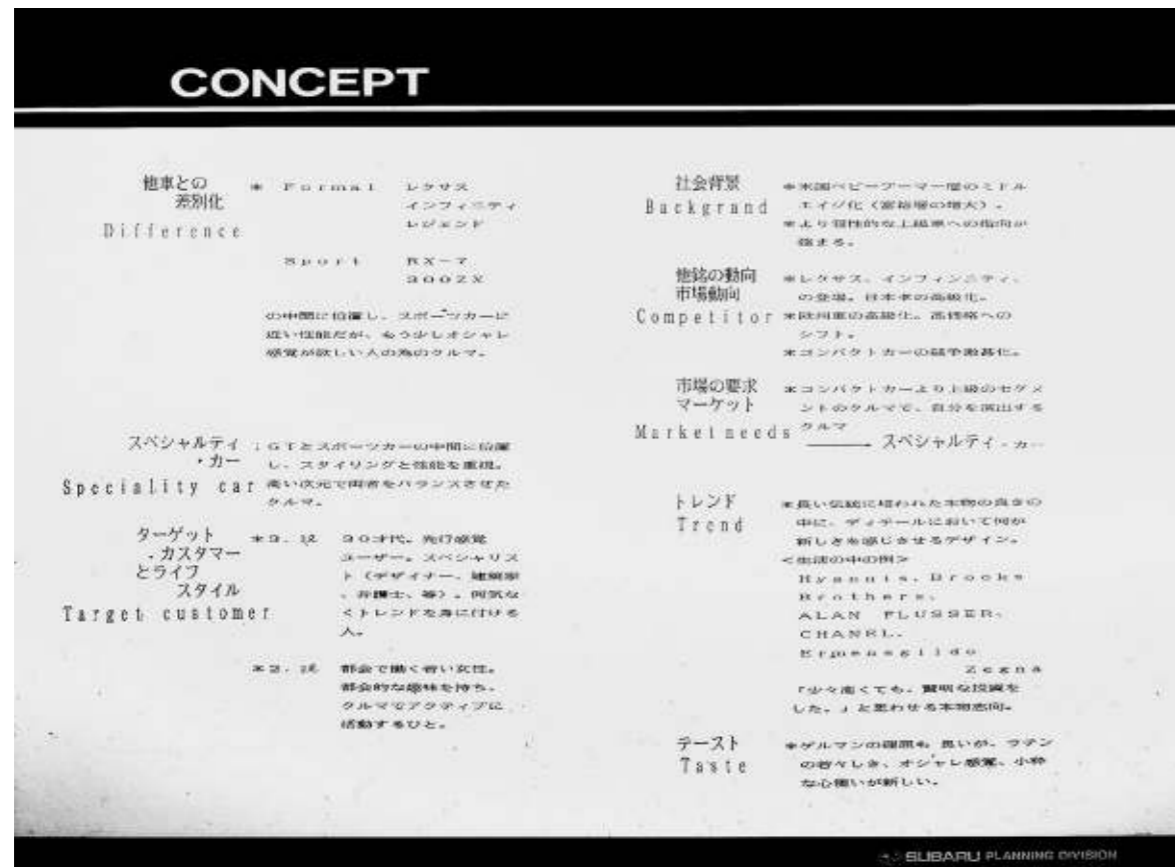 CONCEPT
他車との
差別化
Difference
* Formal レクサス
インフィニティ
レジェンド
Sport RX-7
300ZX
の中間に位置し、スポーツカーに
近い性能だが、もう少しオシャレ
感覚が欲しい人の為のクルマ。
スペシャルティ
・カー
Speciality car
:GTとスポーツカーの中間に位置
し、スタイリングと性能を重視。
高い次元で両者をバランスさせた
クルマ。
ターゲット
・カスタマー
とライフ
スタイル
Target customer
30才代。先行感覚
ユーザー。スペシャリス
ト(デザイナー、建築家
、弁護士、等)。何気な
くトレンドを身に付ける
人。
都会で働く若い女性。
都会的な趣味を持ち、
クルマでアクティブに
活動するひと。
社会背景
Backgrand
*米国ベビーブーマー層のミドル
エイジ化(富裕層の増大)。
*より個性的な上級車への指向が
強まる。
他銘の動向
市場動向
Competitor
*レクサス、インフィンニティ、
の登場。日本車の高級化。
*欧州車の高級化。高価格への
シフト。
*コンパクトカーの競争激甚化。
市場の要求
マーケット
Market needs
*コンパクトカーより上級のセグメ
ントのクルマで、自分を演出する
クルマ
スペシャルティ・カー
トレンド
Trend
*長い伝統に培われた本物の良さの
中に、ディテールにおいて何か
新しさを感じさせるデザイン。
<生活の中の例>
Hyannis、Brooks
Brothers、
ALAN FLUSSER、
CHANEL、
Zegna
「少々高くても、賢明な投資を
した。」と思わせる本物志向。
テースト
Taste
*ゲルマンの 良いが、ラテン
の若々しさ、オシャレ感覚、小粋
な心使いが新しい。
SUBARU PLANNING DIVISION